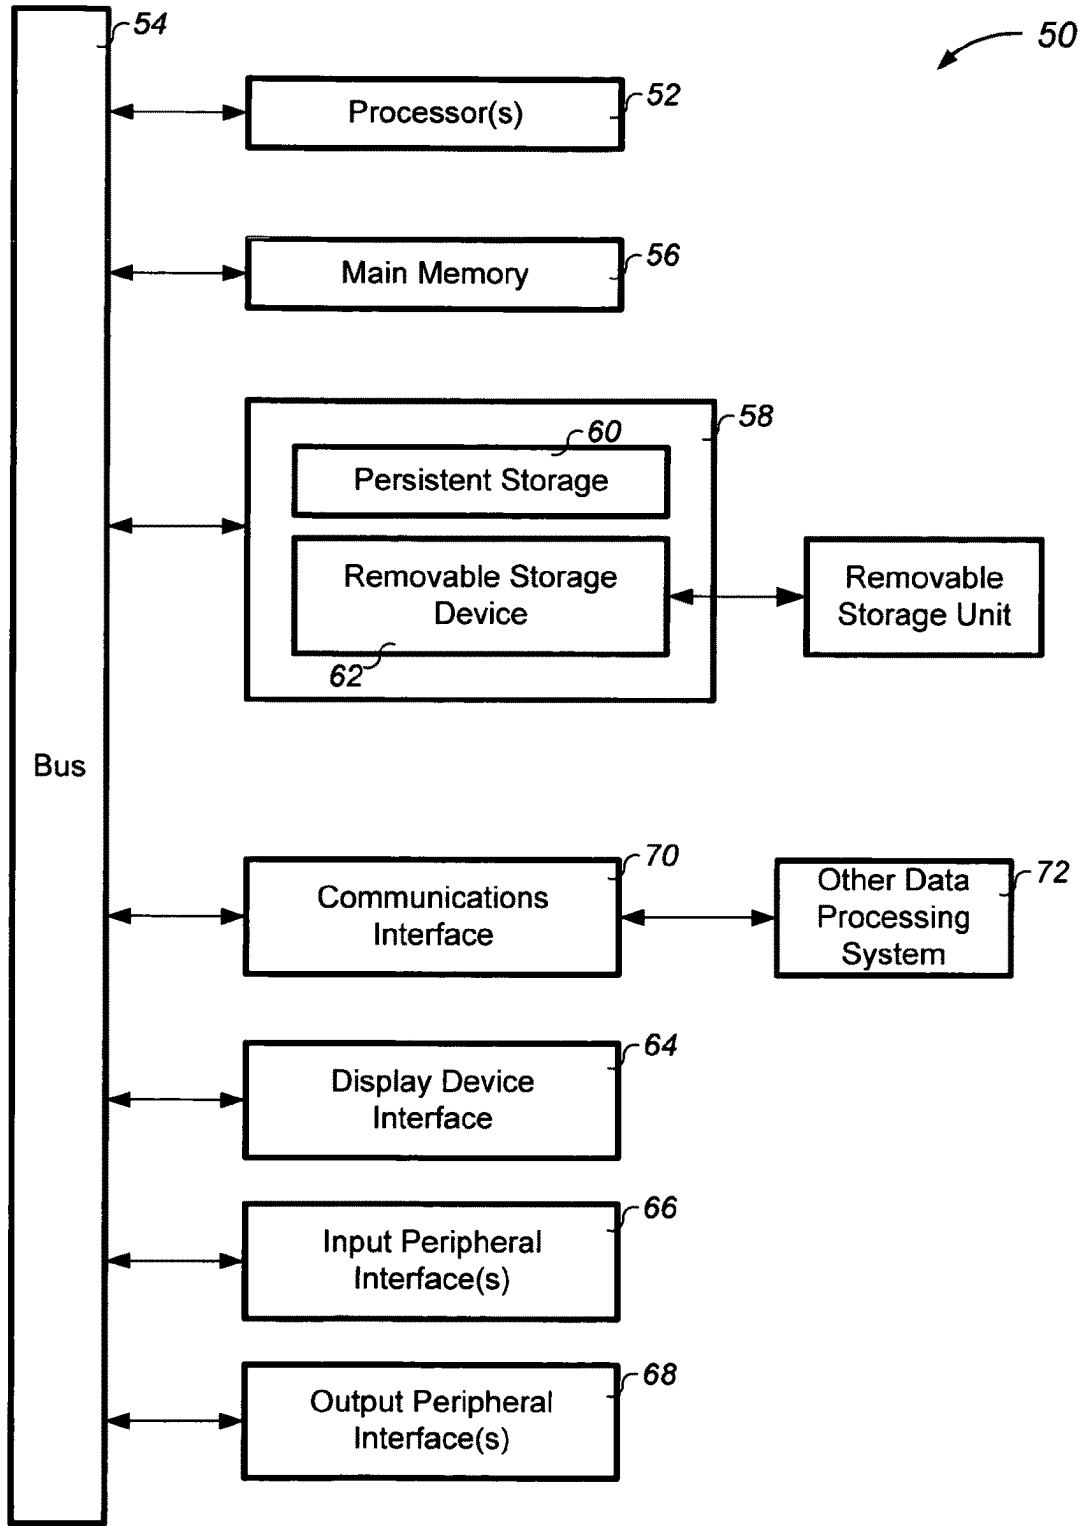 54
50
52
Processor(s)
56
Main Memory
58
60
Persistent Storage
Removable Storage
Device
62
Removable
Storage Unit
Bus
70
Communications
Interface
72
Other Data
Processing
System
64
Display Device
Interface
66
Input Peripheral
Interface(s)
68
Output Peripheral
Interface(s)